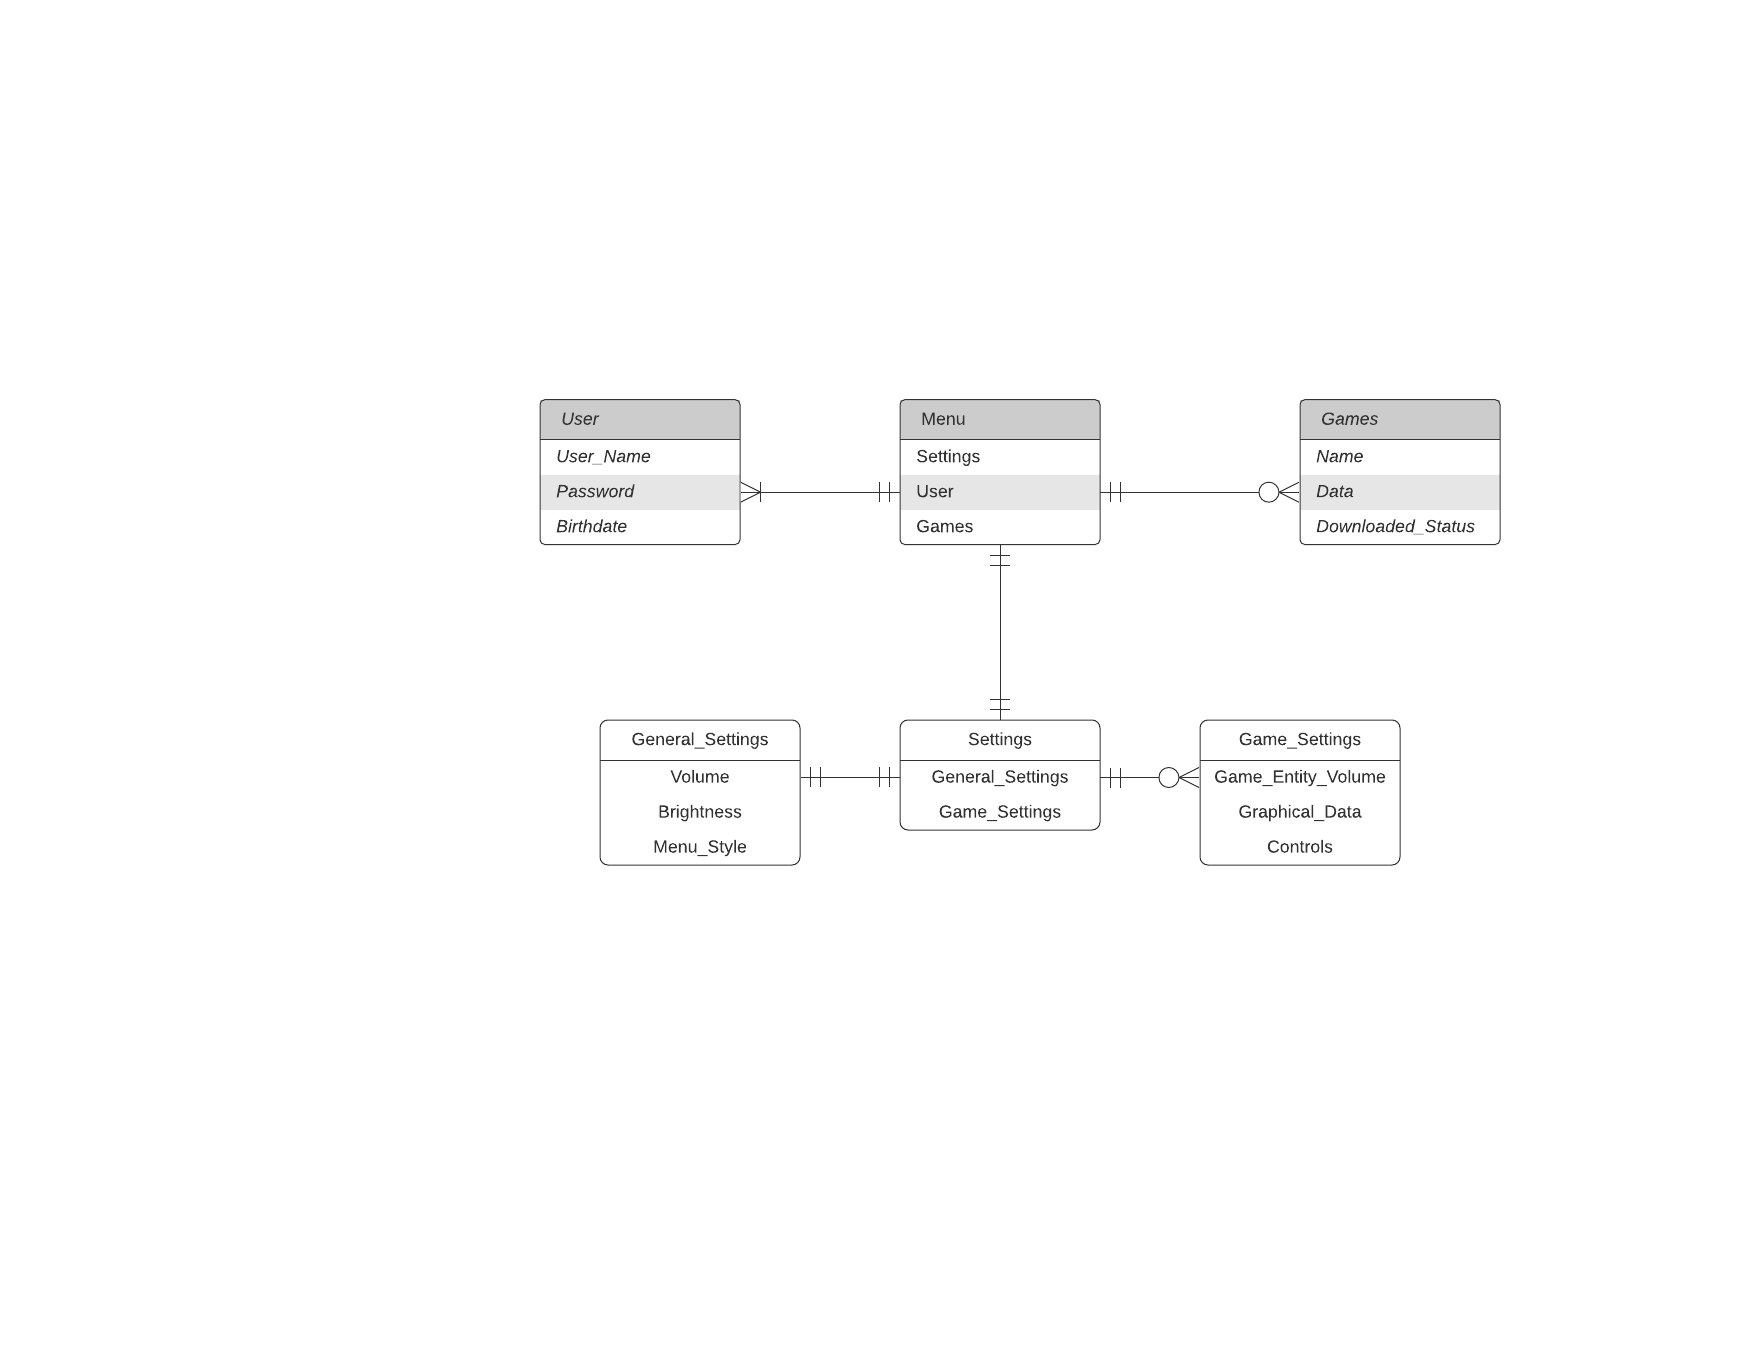 User
User_Name
Password
Birthdate
Menu
Settings
User
Games
Games
Name
Data
Downloaded_Status
General_Settings
Volume
Brightness
Menu_Style
Settings
General_Settings
Game_Settings
Game_Settings
Game_Entity_Volume
Graphical_Data
Controls